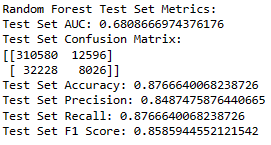 Random Forest Test Set Metrics:
Test Set AUC: 0.6808666974376176
Test Set Confusion Matrix:
[[310580  12596]
 [ 32228   8026]]
Test Set Accuracy: 0.8766640068238726
Test Set Precision: 0.8487475876440665
Test Set Recall: 0.8766640068238726
Test Set F1 Score: 0.8585944552121542